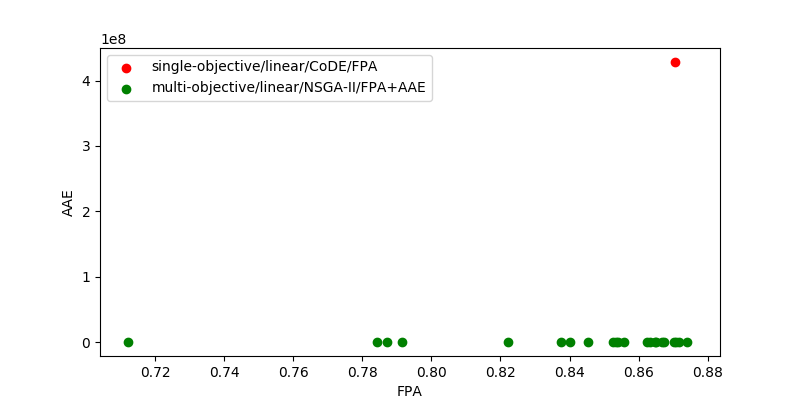 1e8
single-objective/linear/CoDE/FPA
multi-objective/linear/NSGA-II/FPA+AAE
4
3
2
1
0
AAE
0.72 0.74 0.76 0.78 0.80 0.82 0.84 0.86 0.88
FPA